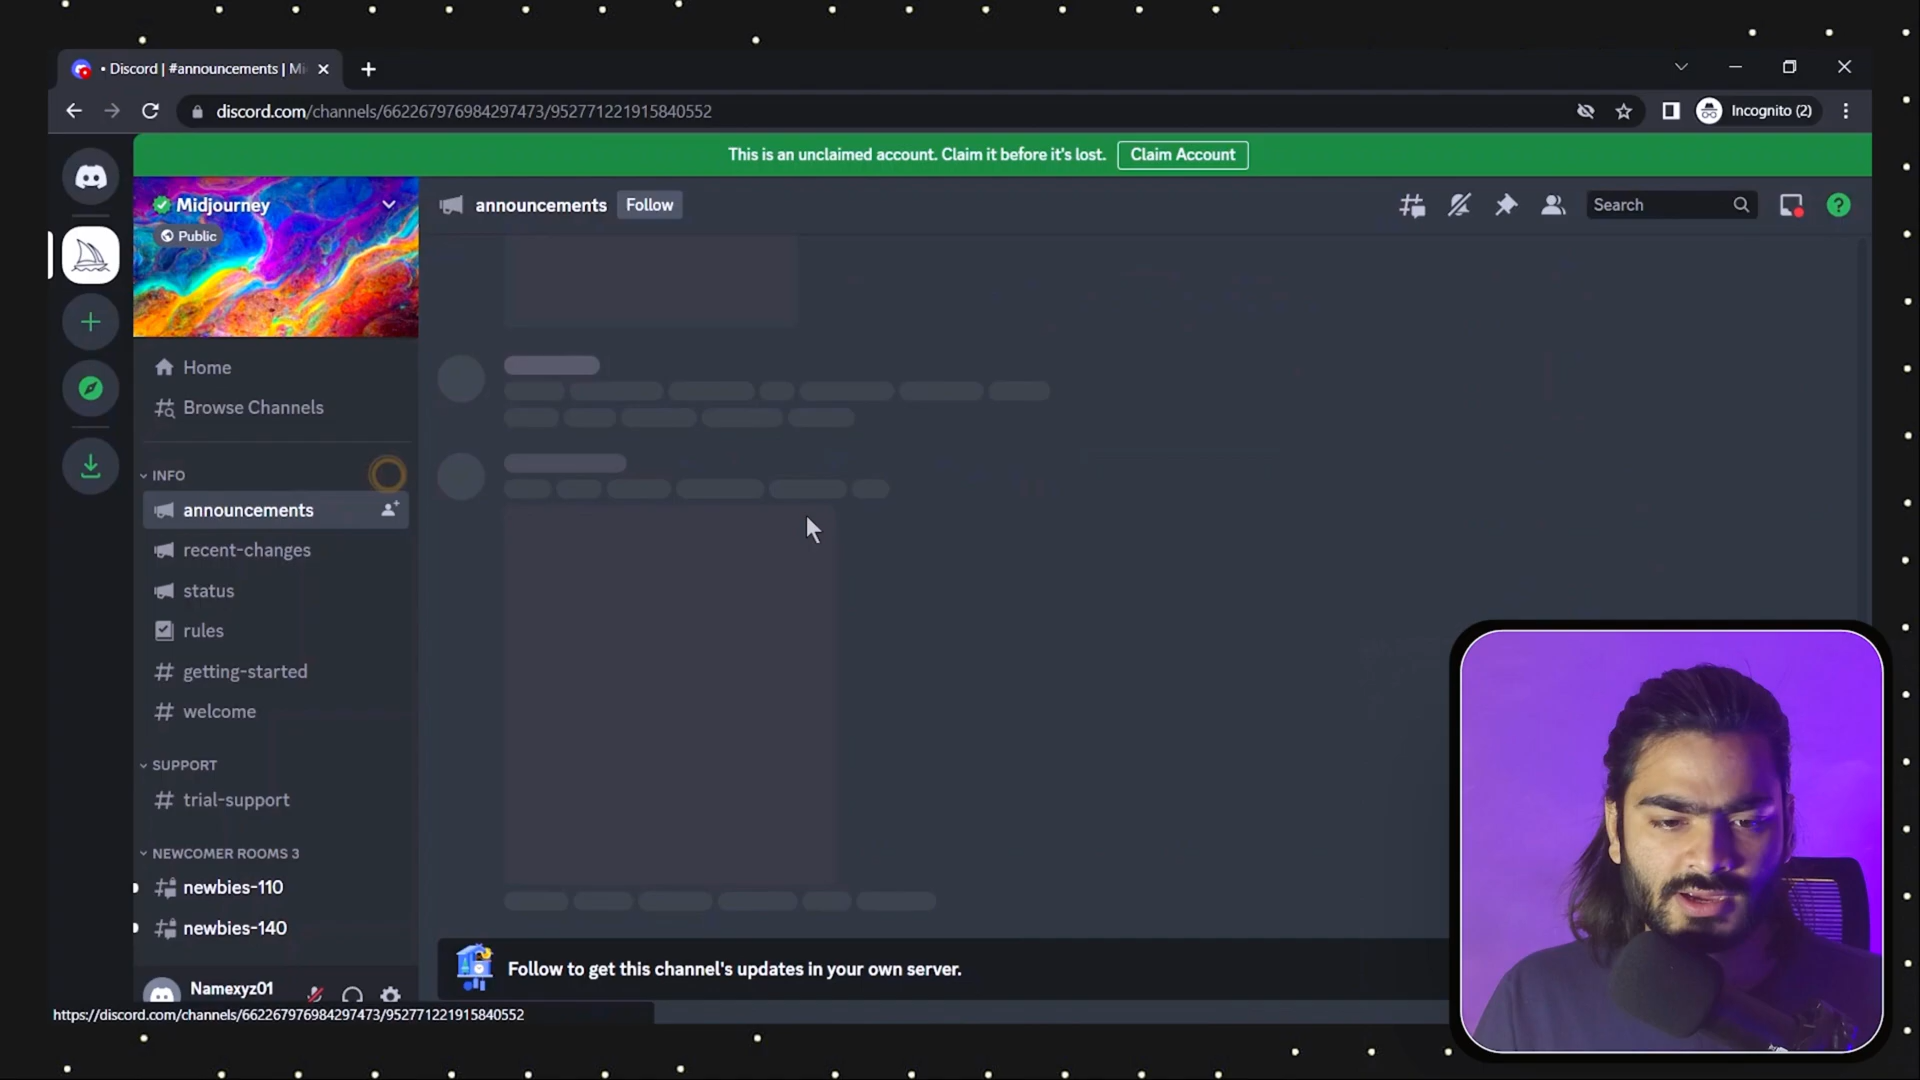 • Discord | #announcements | Mi
discord.com/channels/662267976984297473/952771221915840552
Incognito (2)
This is an unclaimed account. Claim it before it's lost.
Claim Account
Midjourney
Public
announcements
Follow
Search
Home
Browse Channels
INFO
announcements
recent-changes
status
rules
getting-started
welcome
SUPPORT
trial-support
NEWCOMER ROOMS 3
newbies-110
newbies-140
Follow to get this channel's updates in your own server.
Namexyz01
https://discord.com/channels/662267976984297473/952771221915840552